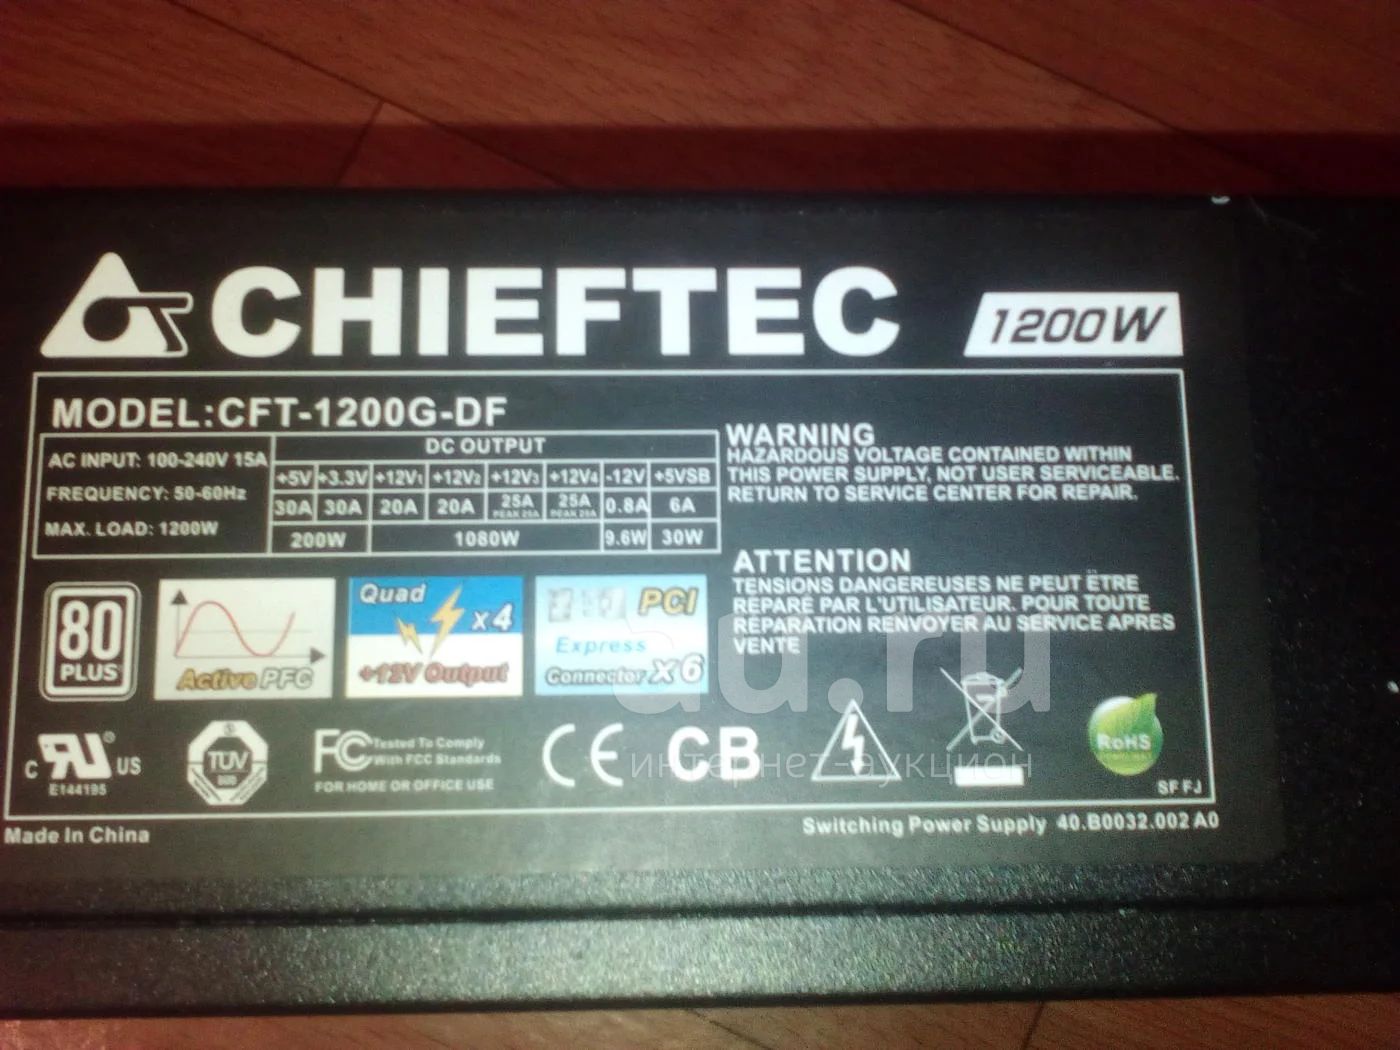 CHIEFTEC
1200W
MODEL:CFT-1200G-DF
AC INPUT: 100-240V 15A
FREQUENCY: 50-60Hz
MAX. LOAD: 1200W
DC OUTPUT
+5V +3.3V +12V1 +12V2 +12V3 +12V4 -12V +5VSB
30A 30A 20A 20A 25A 25A 0.8A 6A
200W 1080W 9.6W 30W
WARNING
HAZARDOUS VOLTAGE CONTAINED WITHIN
THIS POWER SUPPLY, NOT USER SERVICEABLE.
RETURN TO SERVICE CENTER FOR REPAIR.
ATTENTION
TENSIONS DANGEREUSES NE PEUT ÊTRE
RÉPARÉ PAR L'UTILISATEUR. POUR TOUTE
RÉPARATION RENVOYER AU SERVICE APRES
VENTE
80
PLUS
Active PFC
Quad
x 4
+12V Output
PCI
Express
Connector x 6
au.ru
интернет-аукцион
c RU US
E144195
TUV
FC Tested To Comply
With FCC Standards
FOR HOME OR OFFICE USE
CE
CB
RoHS
SF FJ
Made In China
Switching Power Supply 40.B0032.002 A0